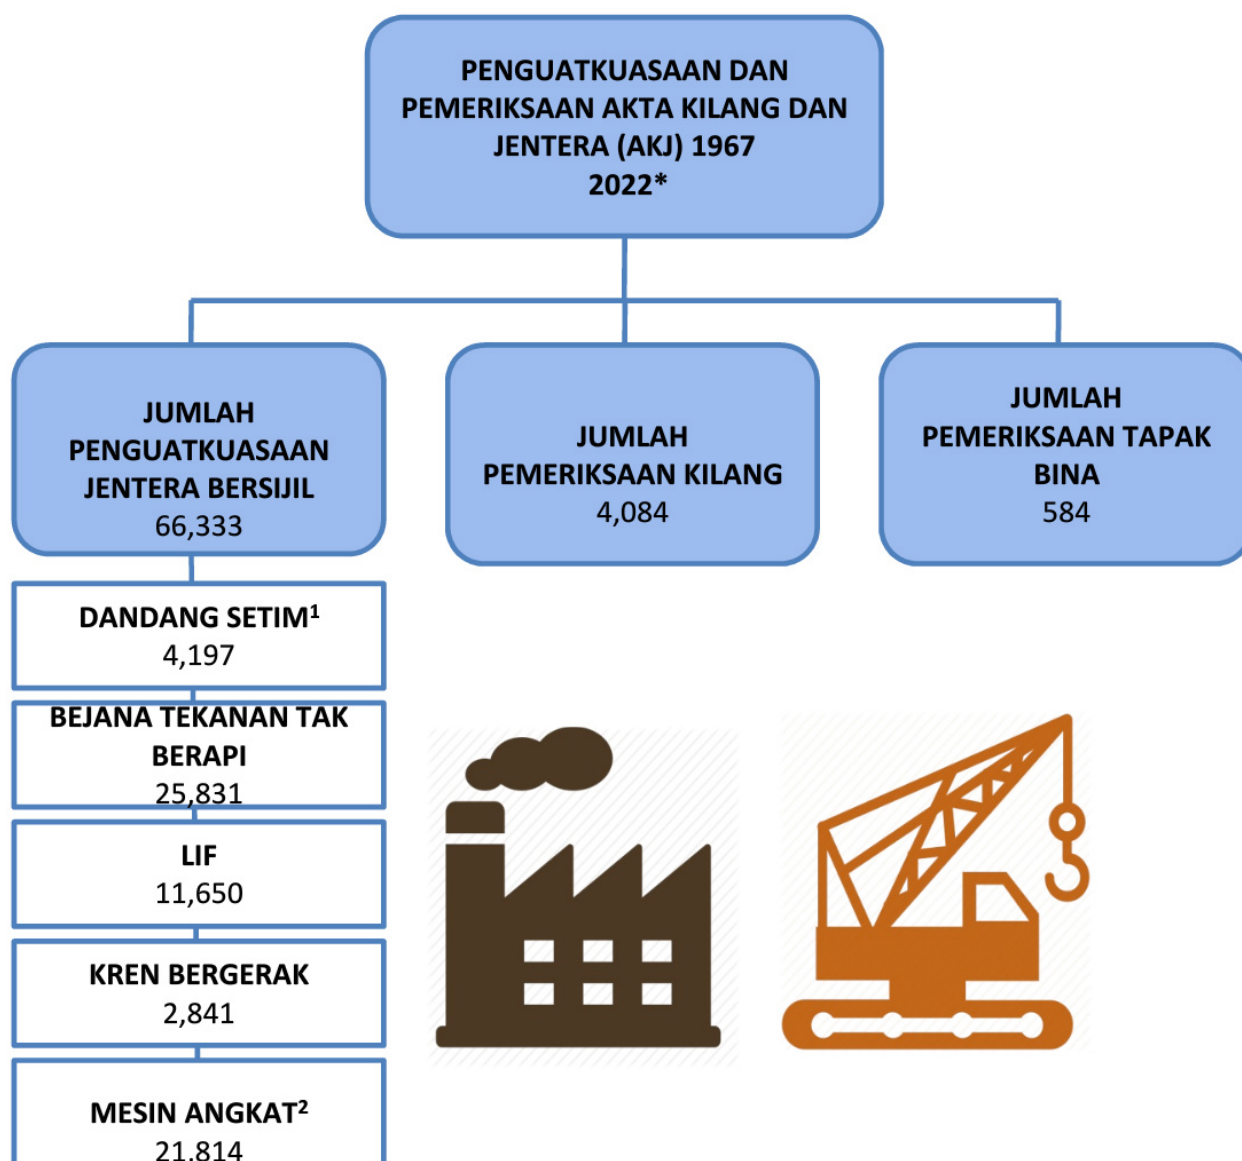 PENGUATKUASAAN DAN
PEMERIKSAAN AKTA KILANG DAN
JENTERA (AKJ) 1967
2022*
JUMLAH
PENGUATKUASAAN
JENTERA BERSIJIL
66,333
JUMLAH
PEMERIKSAAN KILANG
4,084
JUMLAH
PEMERIKSAAN TAPAK
BINA
584
DANDANG SETIM¹
4,197
BEJANA TEKANAN TAK
BERAPI
25,831
LIF
11,650
KREN BERGERAK
2,841
MESIN ANGKAT²
21,814